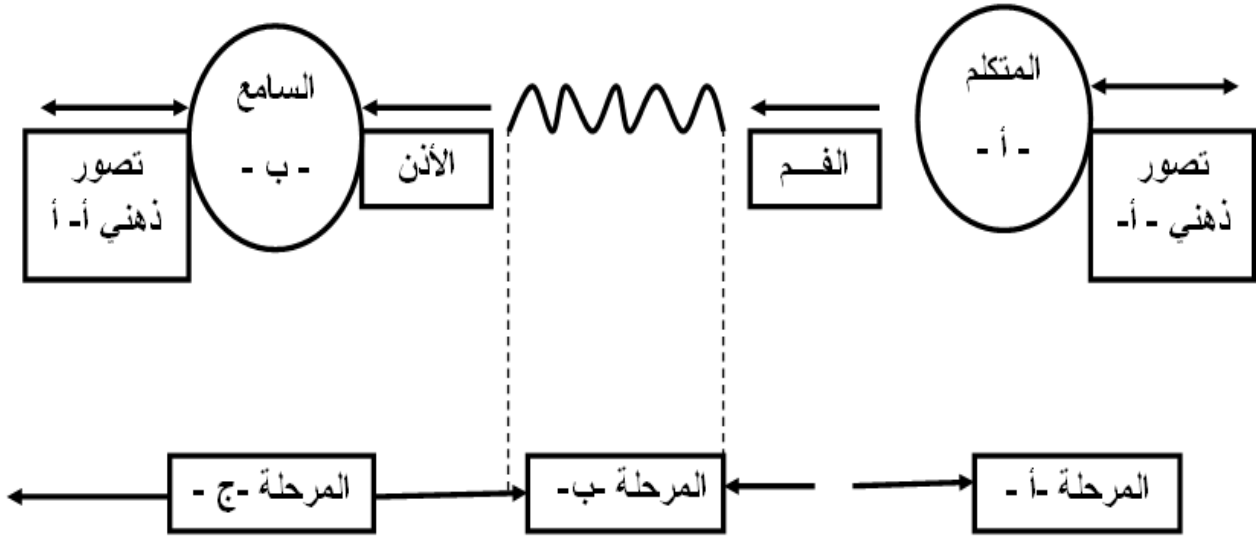 المتكلم
- أ -
تصور
ذهني - أ-
الفـــم
الأذن
السامع
- ب -
تصور
ذهني أ- أ
المرحلة -أ -
المرحلة -ب-
المرحلة -ج -